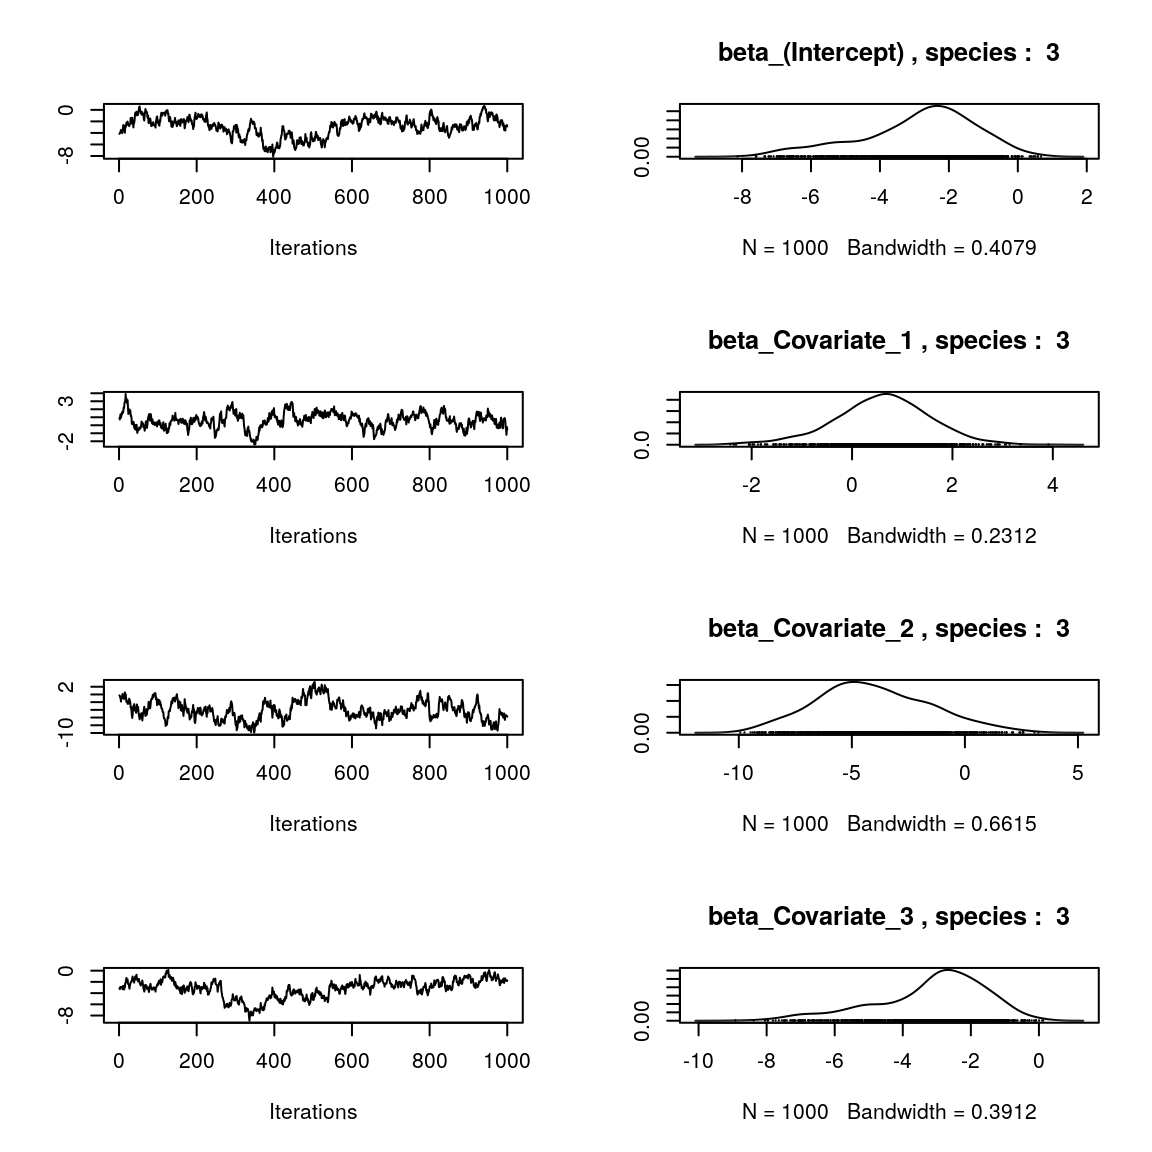 beta_(Intercept) , species :  3
0
-8
0 200 400 600 800 1000
Iterations
0.00
-8 -6 -4 -2 0 2
N = 1000   Bandwidth = 0.4079
beta_Covariate_1 , species :  3
3
-2
0 200 400 600 800 1000
Iterations
0.0
-2 0 2 4
N = 1000   Bandwidth = 0.2312
beta_Covariate_2 , species :  3
2
-10
0 200 400 600 800 1000
Iterations
0.00
-10 -5 0 5
N = 1000   Bandwidth = 0.6615
beta_Covariate_3 , species :  3
0
-8
0 200 400 600 800 1000
Iterations
0.00
-10 -8 -6 -4 -2 0
N = 1000   Bandwidth = 0.3912